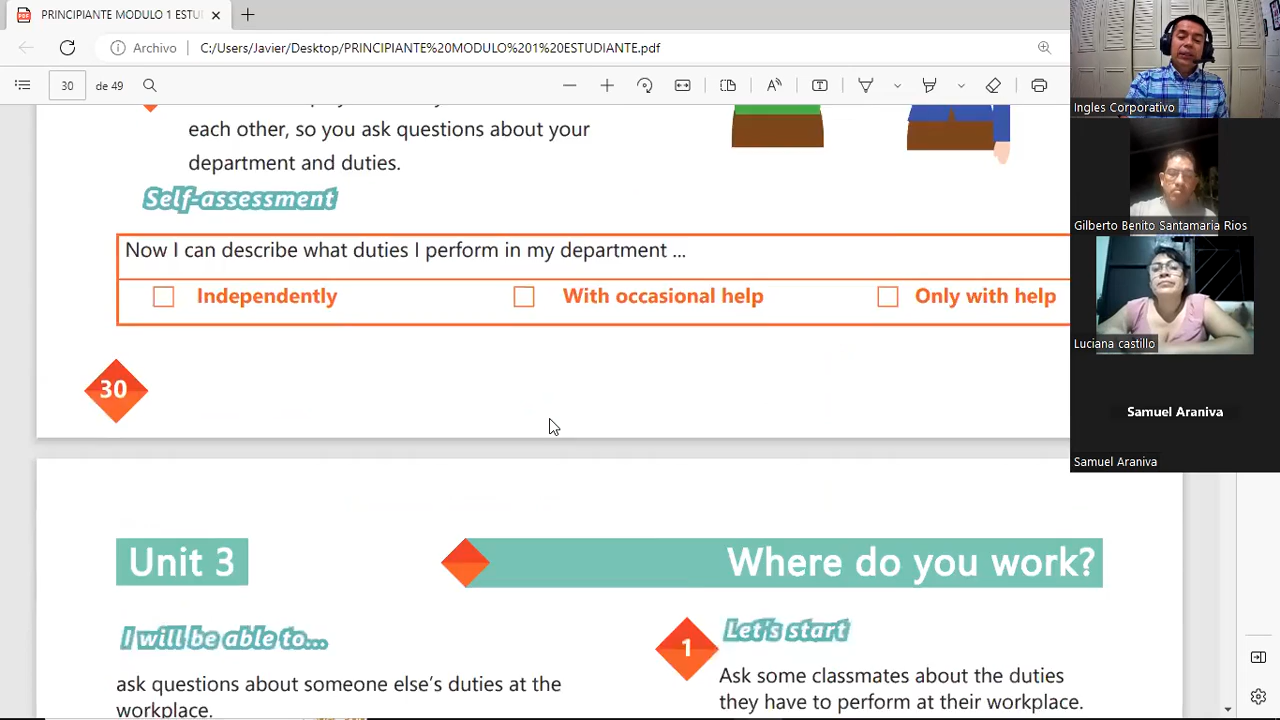 PRINCIPIANTE MODULO 1 ESTU
Archivo
C:/Users/Javier/Desktop/PRINCIPIANTE%20MODULO%201%20ESTUDIANTE.pdf
30
de 49
each other, so you ask questions about your
department and duties.
Self-assessment
Now I can describe what duties I perform in my department ...
Independently
With occasional help
Only with help
30
Unit 3
Where do you work?
I will be able to...
ask questions about someone else's duties at the
workplace.
1
Let's start
Ask some classmates about the duties
they have to perform at their workplace.
Ingles Corporativo
Gilberto Benito Santamaria Rios
Luciana castillo
Samuel Araniva
Samuel Araniva